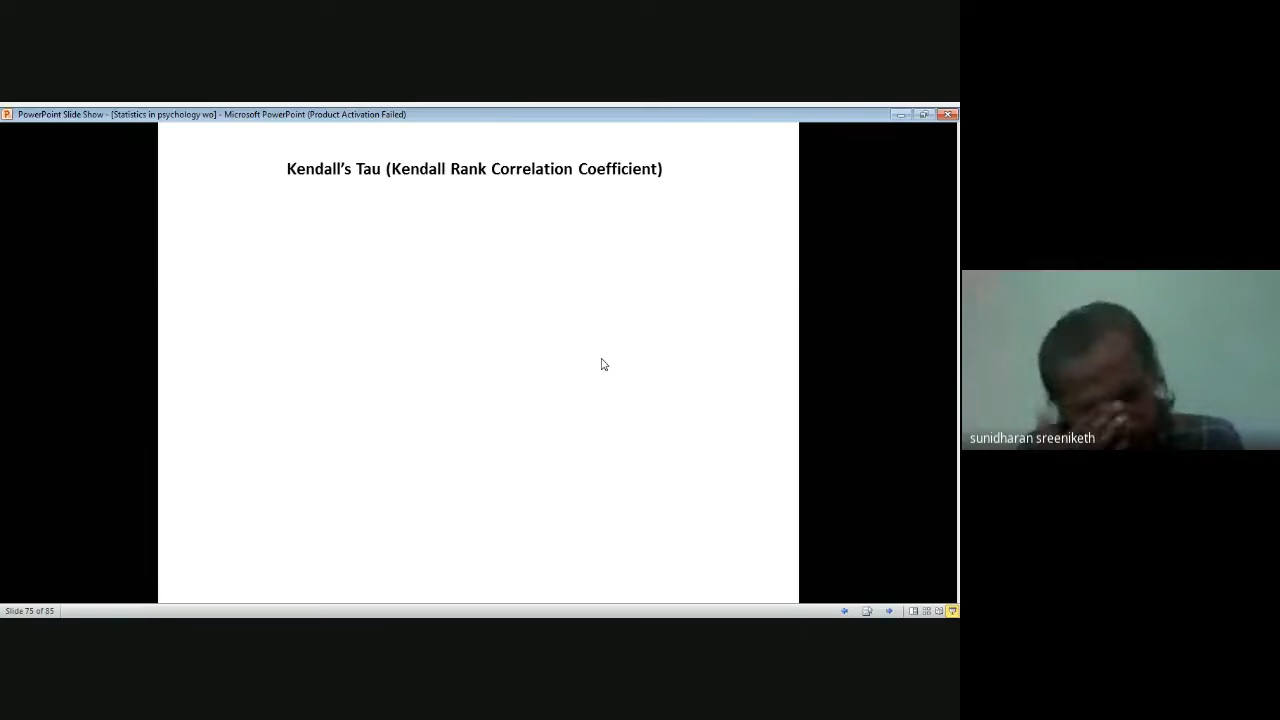 PowerPoint Slide Show - [Statistics in psychology wo] - Microsoft PowerPoint (Product Activation Failed)
Kendall’s Tau (Kendall Rank Correlation Coefficient)
sunidharan sreeniketh
Slide 75 of 85